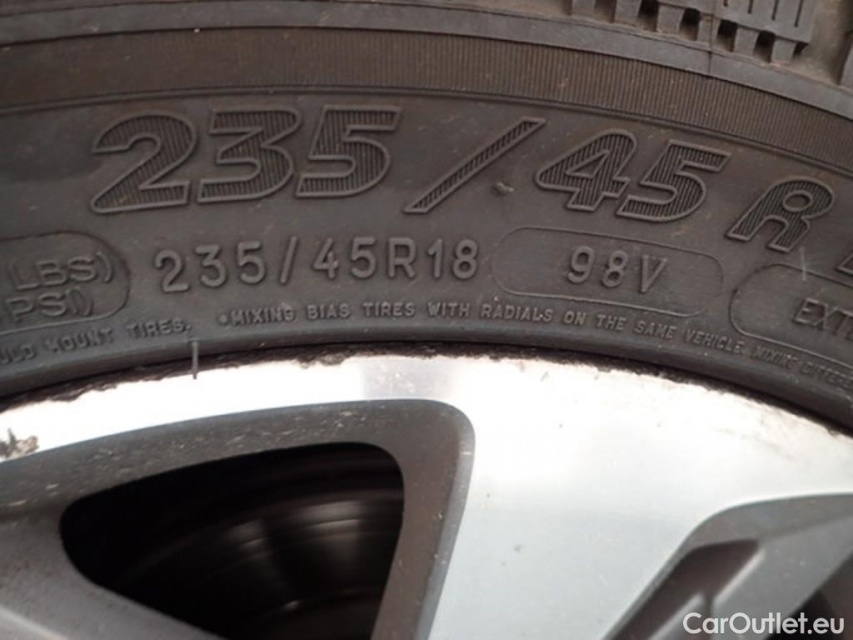 235/45 R
LBS)
PSI)
235/45R18
98V
EXT
MOUNT TIRES. •MIXING BIAS TIRES WITH RADIALS ON THE SAME VEHICLE.
CarOutlet.eu